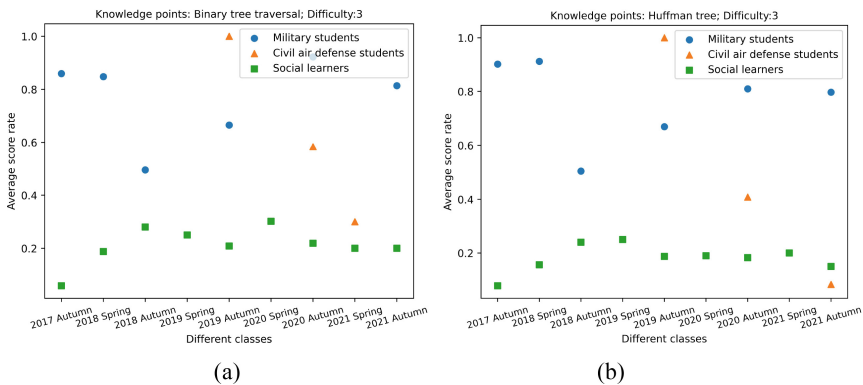 Knowledge points: Binary tree traversal; Difficulty:3
1.0
0.8
0.6
0.4
0.2
Average score rate
Military students
Civil air defense students
Social learners
2017 Autumn
2018 Spring
2018 Autumn
2019 Spring
2019 Autumn
2020 Spring
2020 Autumn
2021 Spring
2021 Autumn
Different classes
(a)
Knowledge points: Huffman tree; Difficulty:3
1.0
0.8
0.6
0.4
0.2
Average score rate
Military students
Civil air defense students
Social learners
2017 Autumn
2018 Spring
2018 Autumn
2019 Spring
2019 Autumn
2020 Spring
2020 Autumn
2021 Spring
2021 Autumn
Different classes
(b)